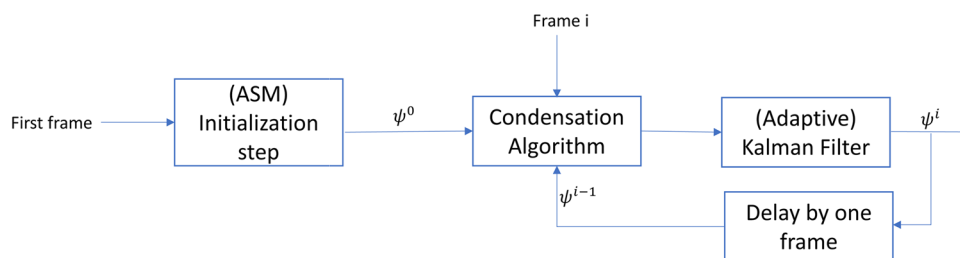 Frame i
First frame
(ASM)
Initialization
step
ψ⁰
Condensation
Algorithm
(Adaptive)
Kalman Filter
ψⁱ
ψⁱ⁻¹
Delay by one
frame